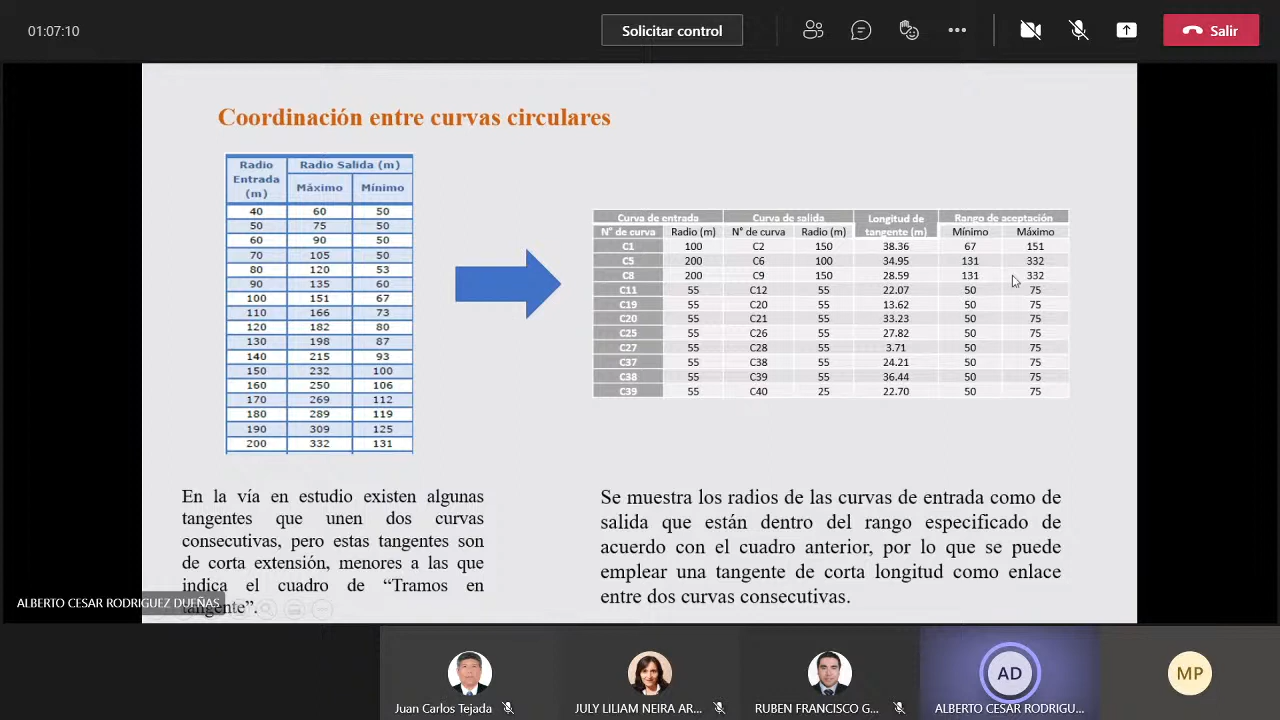 01:07:10
Solicitar control
Salir
Coordinación entre curvas circulares
Radio Entrada (m) Radio Salida (m)
Máximo Mínimo
40 60 50
50 75 50
60 90 50
70 105 50
80 120 53
90 135 60
100 151 67
110 166 73
120 182 80
130 198 87
140 215 93
150 232 100
160 250 106
170 269 112
180 289 119
190 309 125
200 332 131
Curva de entrada Curva de salida Longitud de tangente (m) Rango de aceptación
N° de curva Radio (m) N° de curva Radio (m) Mínimo Máximo
C1 100 C2 150 38.36 67 151
C5 200 C6 100 34.95 131 332
C8 200 C9 150 28.59 131 332
C11 55 C12 55 22.07 50 75
C19 55 C20 55 13.62 50 75
C20 55 C21 55 33.23 50 75
C25 55 C26 55 27.82 50 75
C27 55 C28 55 3.71 50 75
C37 55 C38 55 24.21 50 75
C38 55 C39 55 36.44 50 75
C39 55 C40 25 22.70 50 75
En la vía en estudio existen algunas
tangentes que unen dos curvas
consecutivas, pero estas tangentes son
de corta extensión, menores a las que
indica el cuadro de “Tramos en
tangente”.
Se muestra los radios de las curvas de entrada como de
salida que están dentro del rango especificado de
acuerdo con el cuadro anterior, por lo que se puede
emplear una tangente de corta longitud como enlace
entre dos curvas consecutivas.
ALBERTO CESAR RODRIGUEZ DUEÑAS
AD
MP
Juan Carlos Tejada
JULY LILIAM NEIRA AR...
RUBEN FRANCISCO G...
ALBERTO CESAR RODRIGU...